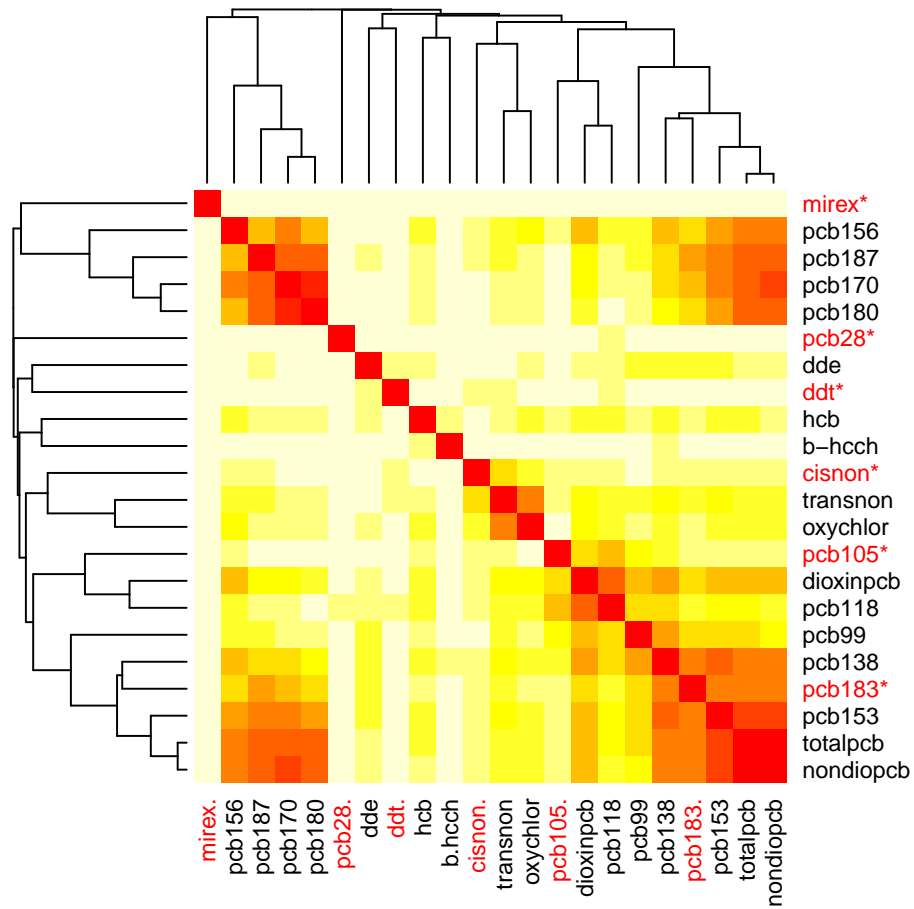 mirex*
pcb156
pcb187
pcb170
pcb180
pcb28*
dde
ddt*
hcb
b−hcch
cisnon*
transnon
oxychlor
pcb105*
dioxinpcb
pcb118
pcb99
pcb138
pcb183*
pcb153
totalpcb
nondiopcb
mirex.
pcb156
pcb187
pcb170
pcb180
pcb28.
dde
ddt.
hcb
b.hcch
cisnon.
transnon
oxychlor
pcb105.
dioxinpcb
pcb118
pcb99
pcb138
pcb183.
pcb153
totalpcb
nondiopcb